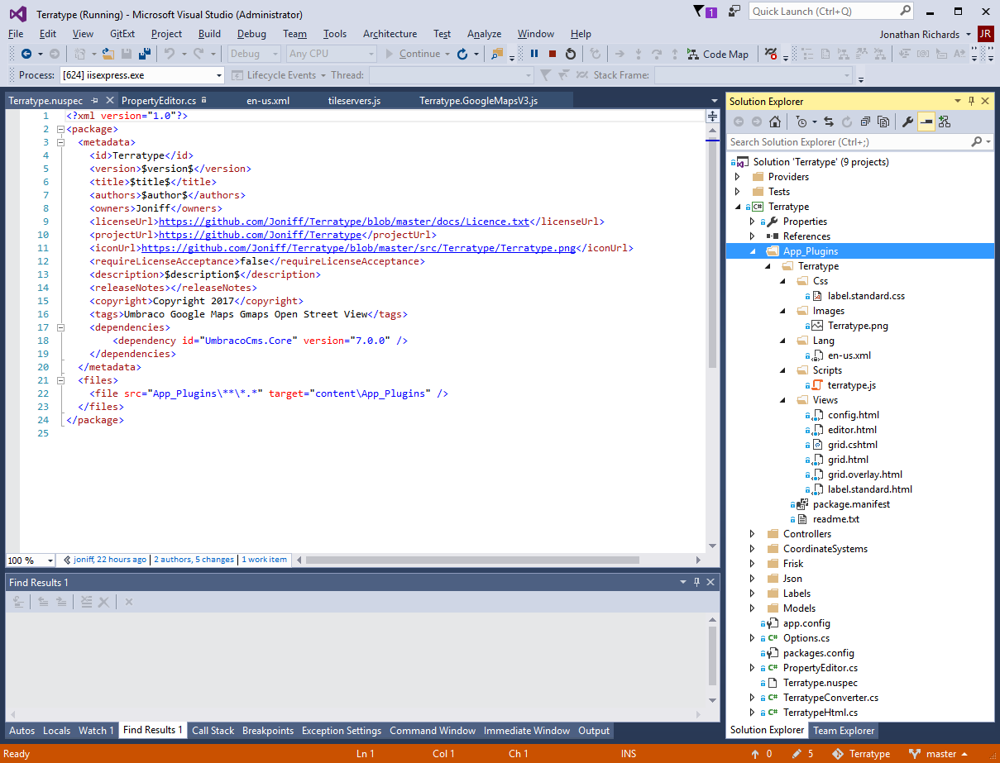 Terratype (Running) - Microsoft Visual Studio (Administrator)
1
Quick Launch (Ctrl+Q)
File Edit View GitExt Project Build Debug Team Tools Architecture Test Analyze Window Help
Jonathan Richards JR
Debug Any CPU Continue Code Map
Process: [624] iisexpress.exe Lifecycle Events Thread: Stack Frame:
Terratype.nuspec PropertyEditor.cs en-us.xml tileservers.js Terratype.GoogleMapsV3.js
1 <?xml version="1.0"?>
2 <package>
3 <metadata>
4 <id>Terratype</id>
5 <version>$version$</version>
6 <title>$title$</title>
7 <authors>$author$</authors>
8 <owners>Joniff</owners>
9 <licenseUrl>https://github.com/Joniff/Terratype/blob/master/docs/Licence.txt</licenseUrl>
10 <projectUrl>https://github.com/Joniff/Terratype</projectUrl>
11 <iconUrl>https://github.com/Joniff/Terratype/blob/master/src/Terratype/Terratype.png</iconUrl>
12 <requireLicenseAcceptance>false</requireLicenseAcceptance>
13 <description>$description$</description>
14 <releaseNotes></releaseNotes>
15 <copyright>Copyright 2017</copyright>
16 <tags>Umbraco Google Maps Gmaps Open Street View</tags>
17 <dependencies>
18 <dependency id="UmbracoCms.Core" version="7.0.0" />
19 </dependencies>
20 </metadata>
21 <files>
22 <file src="App_Plugins\**\*.*" target="content\App_Plugins" />
23 </files>
24 </package>
25
100 % joniff, 22 hours ago | 2 authors, 5 changes | 1 work item
Find Results 1
Autos Locals Watch 1 Find Results 1 Call Stack Breakpoints Exception Settings Command Window Immediate Window Output
Solution Explorer
Search Solution Explorer (Ctrl+;)
Solution 'Terratype' (9 projects)
Providers
Tests
C# Terratype
Properties
References
App_Plugins
Terratype
Css
label.standard.css
Images
Terratype.png
Lang
en-us.xml
Scripts
terratype.js
Views
config.html
editor.html
grid.cshtml
grid.html
grid.overlay.html
label.standard.html
package.manifest
readme.txt
Controllers
CoordinateSystems
Frisk
Json
Labels
Models
app.config
C# Options.cs
packages.config
C# PropertyEditor.cs
Terratype.nuspec
C# TerratypeConverter.cs
C# TerratypeHtml.cs
Solution Explorer Team Explorer
Ready Ln 1 Col 1 Ch 1 INS 0 5 Terratype master